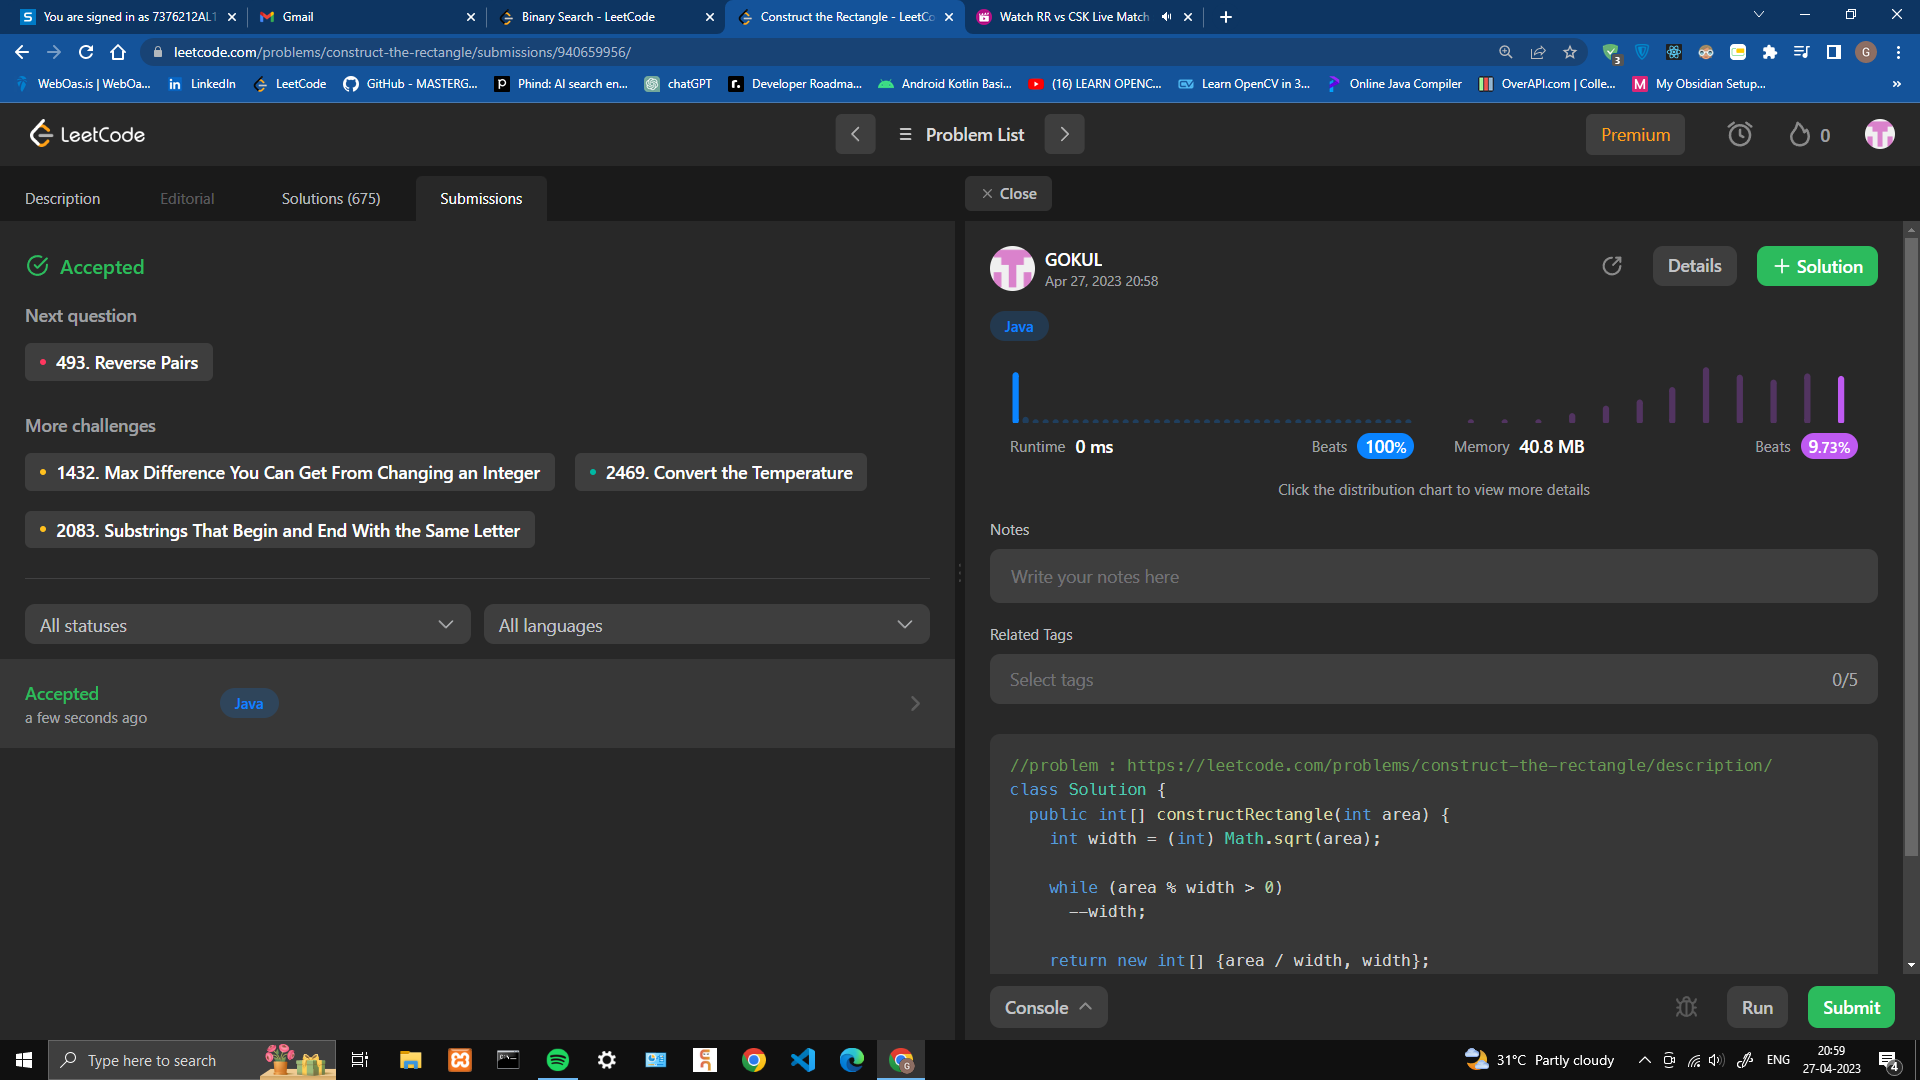 You are signed in as 7376212AL1
Gmail
Binary Search - LeetCode
Construct the Rectangle - LeetCo
Watch RR vs CSK Live Match
leetcode.com/problems/construct-the-rectangle/submissions/940659956/
3
G
WebOas.is | WebOa...
LinkedIn
LeetCode
GitHub - MASTERG...
Phind: AI search en...
chatGPT
Developer Roadma...
Android Kotlin Basi...
(16) LEARN OPENC...
Learn OpenCV in 3...
Online Java Compiler
OverAPI.com | Colle...
My Obsidian Setup...
LeetCode
Problem List
Premium
0
Description
Editorial
Solutions (675)
Submissions
Close
Accepted
Next question
493. Reverse Pairs
More challenges
1432. Max Difference You Can Get From Changing an Integer
2469. Convert the Temperature
2083. Substrings That Begin and End With the Same Letter
All statuses
All languages
Accepted
a few seconds ago
Java
GOKUL
Apr 27, 2023 20:58
Details
+ Solution
Java
Runtime 0 ms
Beats 100%
Memory 40.8 MB
Beats 9.73%
Click the distribution chart to view more details
Notes
Write your notes here
Related Tags
Select tags
0/5
//problem : https://leetcode.com/problems/construct-the-rectangle/description/
class Solution {
public int[] constructRectangle(int area) {
int width = (int) Math.sqrt(area);
while (area % width > 0)
--width;
return new int[] {area / width, width};
Console
Run
Submit
Type here to search
31°C Partly cloudy
ENG
20:59
27-04-2023
4